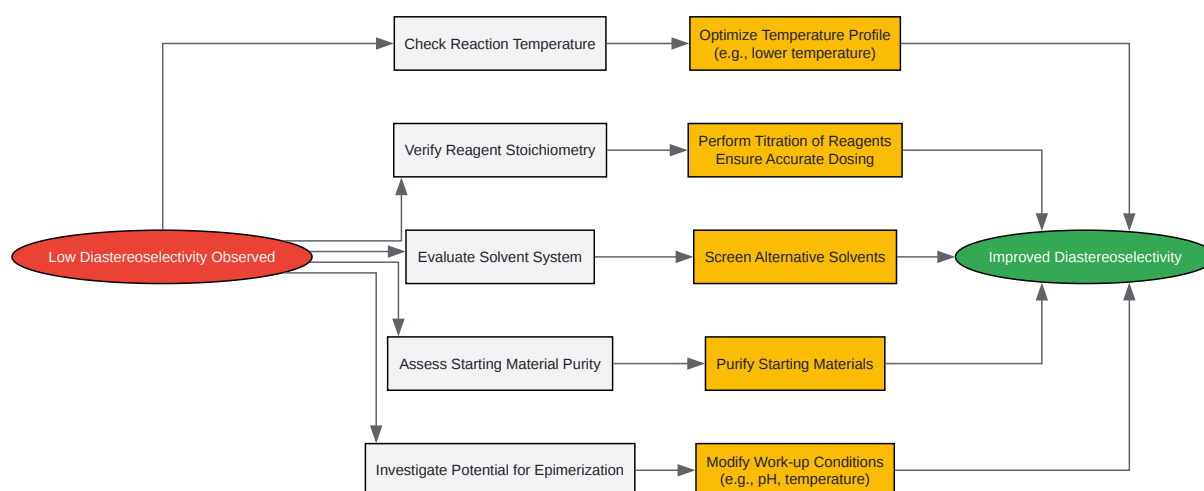 Check Reaction Temperature
Optimize Temperature Profile
(e.g., lower temperature)
Verify Reagent Stoichiometry
Perform Titration of Reagents
Ensure Accurate Dosing
Low Diastereoselectivity Observed
Evaluate Solvent System
Screen Alternative Solvents
Improved Diastereoselectivity
Assess Starting Material Purity
Purify Starting Materials
Investigate Potential for Epimerization
Modify Work-up Conditions
(e.g., pH, temperature)